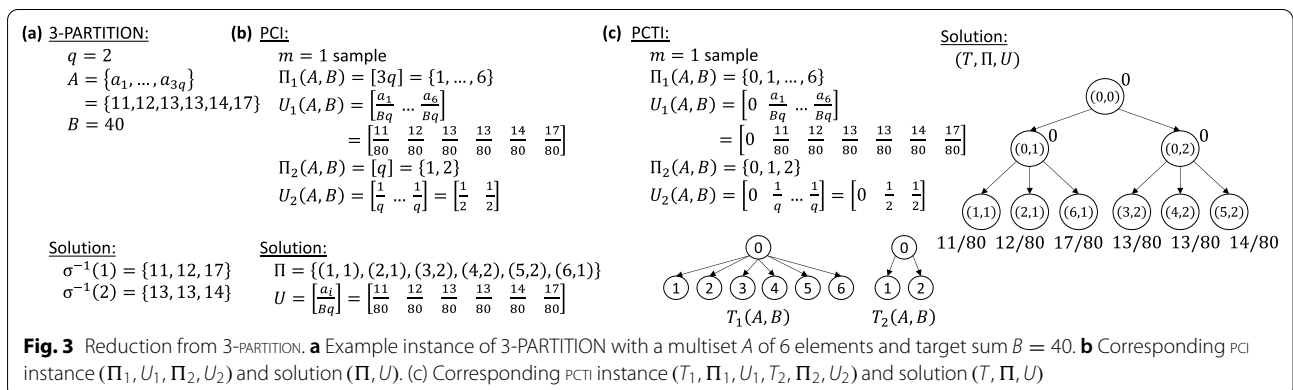 (a) 3-PARTITION:
q = 2
A = {a₁, …, a₃q}
= {11,12,13,13,14,17}
B = 40
Solution:
σ⁻¹(1) = {11, 12, 17}
σ⁻¹(2) = {13, 13, 14}
(b) PCI:
m = 1 sample
Π₁(A, B) = [3q] = {1, …, 6}
U₁(A, B) = [a₁/Bq … a₆/Bq]
= [11/80 12/80 13/80 13/80 14/80 17/80]
Π₂(A, B) = [q] = {1, 2}
U₂(A, B) = [1/q … 1/q] = [1/2 1/2]
Solution:
Π = {(1, 1), (2,1), (3,2), (4,2), (5,2), (6,1)}
U = [aᵢ/Bq] = [11/80 12/80 13/80 13/80 14/80 17/80]
(c) PCTI:
m = 1 sample
Π₁(A, B) = {0, 1, …, 6}
U₁(A, B) = [0 a₁/Bq … a₆/Bq]
= [0 11/80 12/80 13/80 13/80 14/80 17/80]
Π₂(A, B) = {0, 1, 2}
U₂(A, B) = [0 1/q … 1/q] = [0 1/2 1/2]
0
1 2 3 4 5 6
T₁(A, B)
0
1 2
T₂(A, B)
Solution:
(T, Π, U)
(0,0) 0
(0,1) 0 (0,2) 0
(1,1) (2,1) (6,1) (3,2) (4,2) (5,2)
11/80 12/80 17/80 13/80 13/80 14/80
Fig. 3 Reduction from 3-PARTITION. a Example instance of 3-PARTITION with a multiset A of 6 elements and target sum B = 40. b Corresponding PCI
instance (Π₁, U₁, Π₂, U₂) and solution (Π, U). (c) Corresponding PCTI instance (T₁, Π₁, U₁, T₂, Π₂, U₂) and solution (T, Π, U)